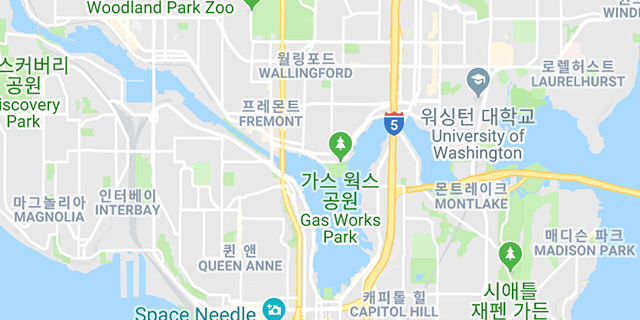 Woodland Park Zoo
WINDE
월링포드
WALLINGFORD
로렐허스트
LAURELHURST
스커버리
공원
iscovery
Park
프레몬트
FREMONT
5
워싱턴 대학교
University of
Washington
가스 웍스
공원
Gas Works
Park
몬트레이크
MONTLAKE
마그놀리아
MAGNOLIA
인터베이
INTERBAY
매디슨 파크
MADISON PARK
퀸 앤
QUEEN ANNE
시애틀
재팬 가든
캐피톨 힐
CAPITOL HILL
Space Needle